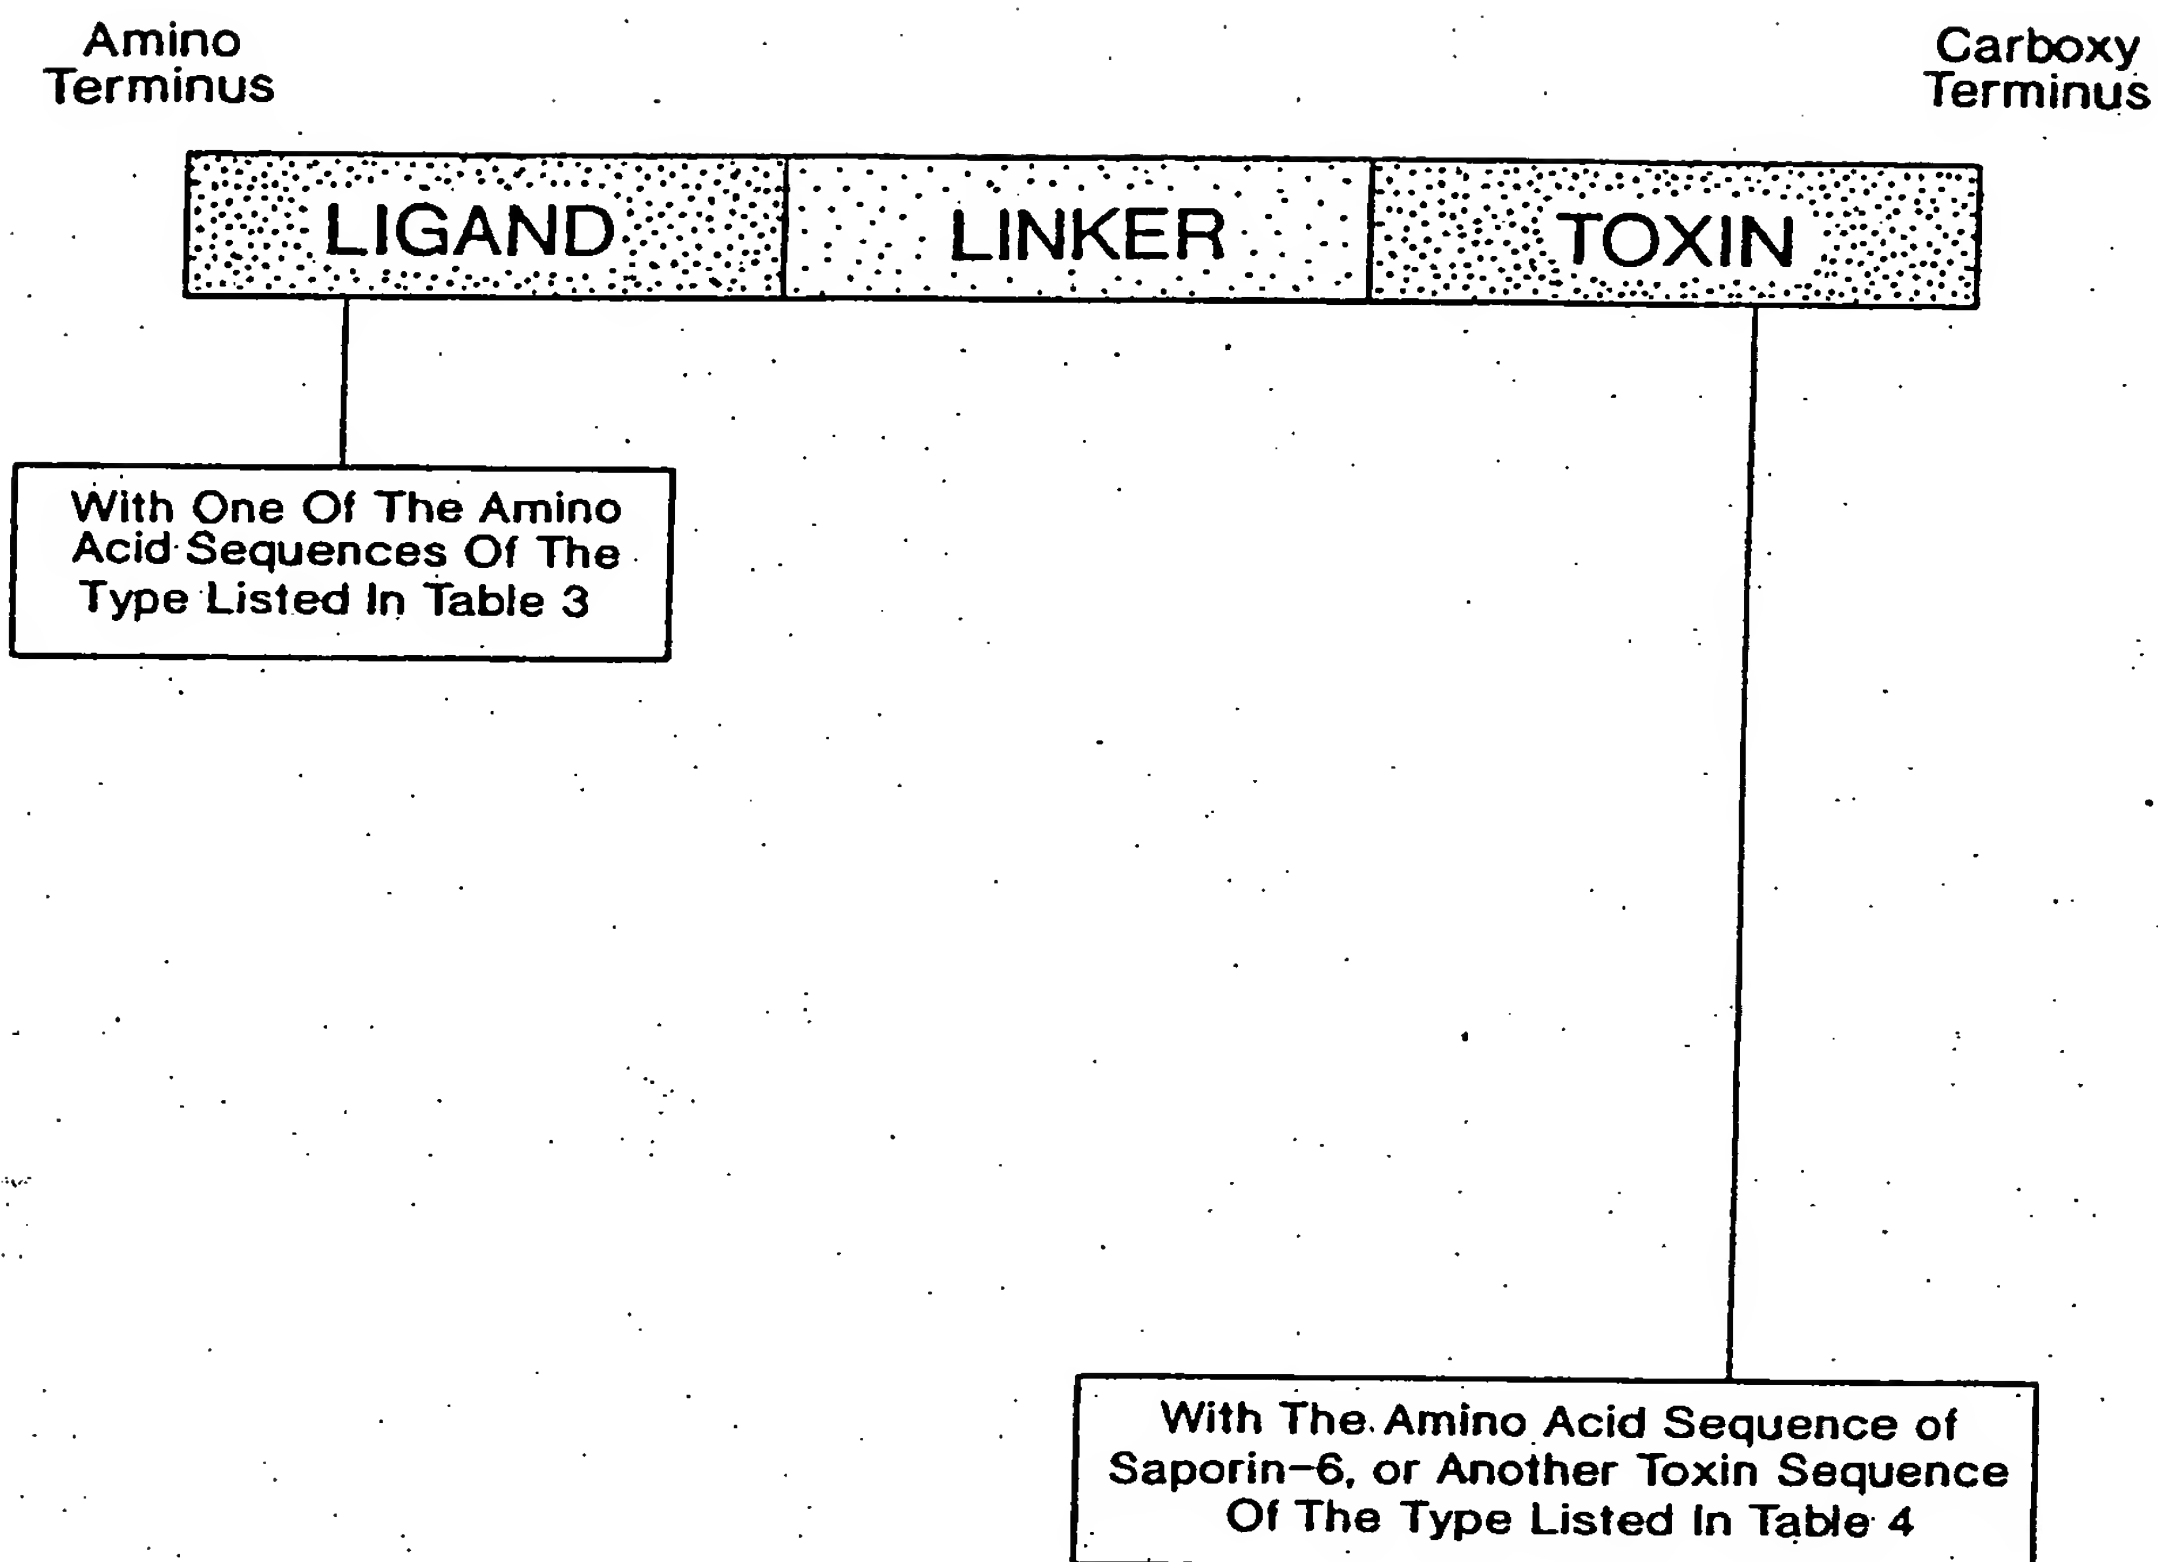 Amino
Terminus
Carboxy
Terminus
LIGAND
LINKER
TOXIN
With One Of The Amino
Acid Sequences Of The
Type Listed In Table 3
With The Amino Acid Sequence of
Saporin-6, or Another Toxin Sequence
Of The Type Listed In Table 4